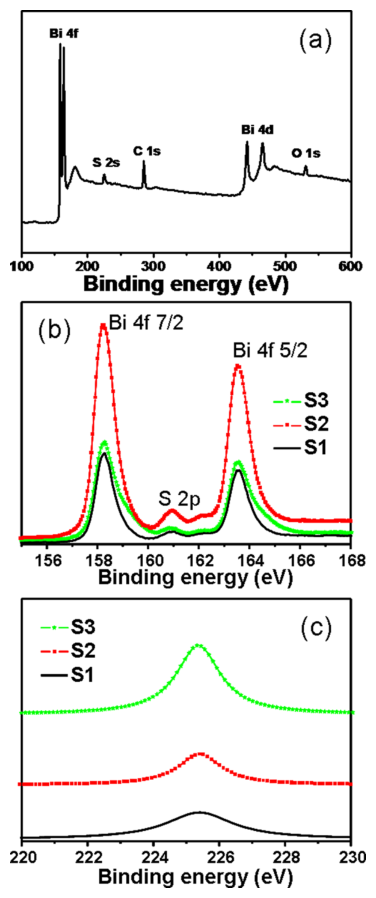 (a)
Bi 4f
S 2s
C 1s
Bi 4d
O 1s
100 200 300 400 500 600
Binding energy (eV)
(b)
Bi 4f 7/2
Bi 4f 5/2
S3
S2
S1
S 2p
156 158 160 162 164 166 168
Binding energy (eV)
(c)
S3
S2
S1
220 222 224 226 228 230
Binding energy (eV)